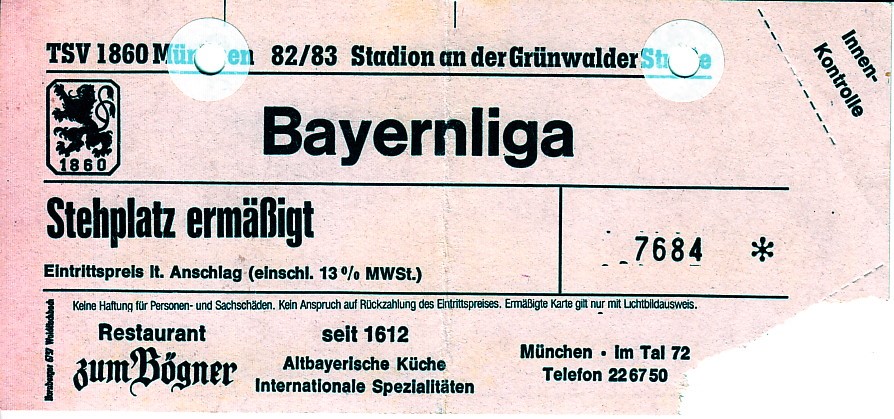 TSV 1860 München 82/83 Stadion an der Grünwalder Straße
Innen-
Kontrolle
1860
Bayernliga
Stehplatz ermäßigt
7684 *
Eintrittspreis lt. Anschlag (einschl. 13% MWSt.)
Keine Haftung für Personen- und Sachschäden. Kein Anspruch auf Rückzahlung des Eintrittspreises. Ermäßigte Karte gilt nur mit Lichtbildausweis.
Restaurant seit 1612
zum Bögner
Altbayerische Küche
Internationale Spezialitäten
München · Im Tal 72
Telefon 226750